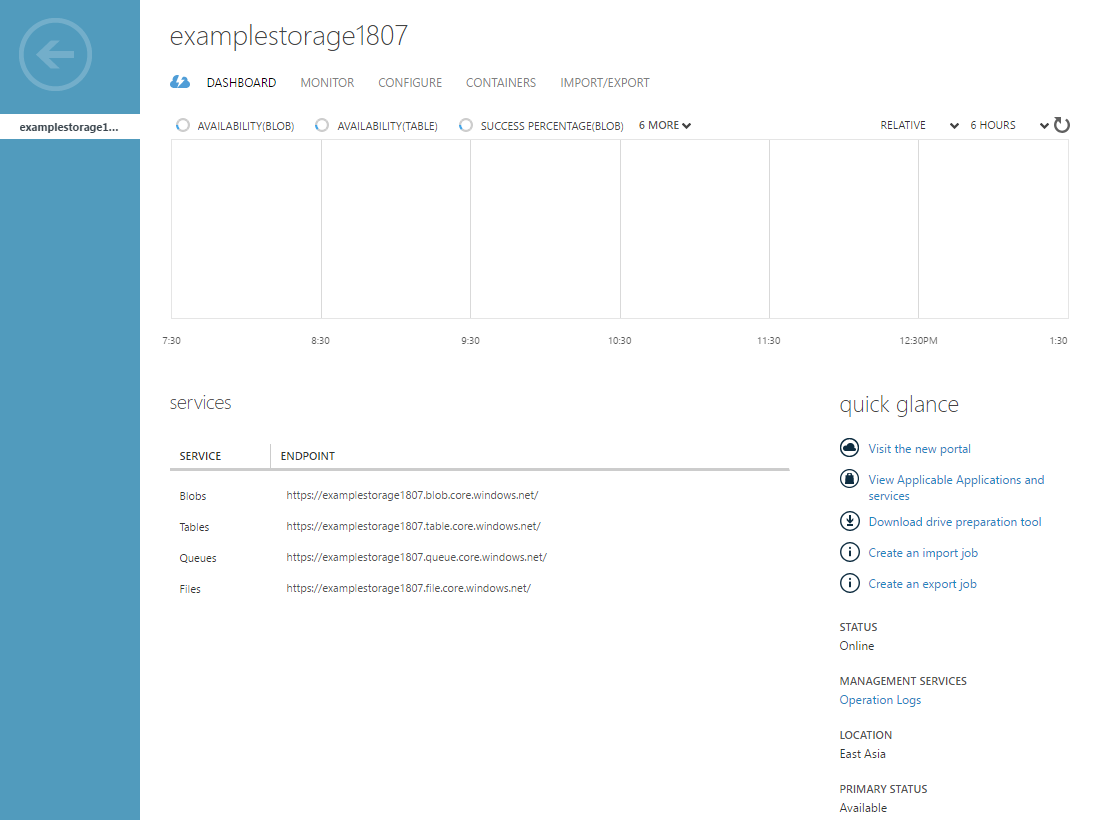 examplestorage1...
examplestorage1807
DASHBOARD MONITOR CONFIGURE CONTAINERS IMPORT/EXPORT
AVAILABILITY(BLOB) AVAILABILITY(TABLE) SUCCESS PERCENTAGE(BLOB) 6 MORE RELATIVE 6 HOURS
7:30 8:30 9:30 10:30 11:30 12:30PM 1:30
services
SERVICE ENDPOINT
Blobs https://examplestorage1807.blob.core.windows.net/
Tables https://examplestorage1807.table.core.windows.net/
Queues https://examplestorage1807.queue.core.windows.net/
Files https://examplestorage1807.file.core.windows.net/
quick glance
Visit the new portal
View Applicable Applications and
services
Download drive preparation tool
Create an import job
Create an export job
STATUS
Online
MANAGEMENT SERVICES
Operation Logs
LOCATION
East Asia
PRIMARY STATUS
Available